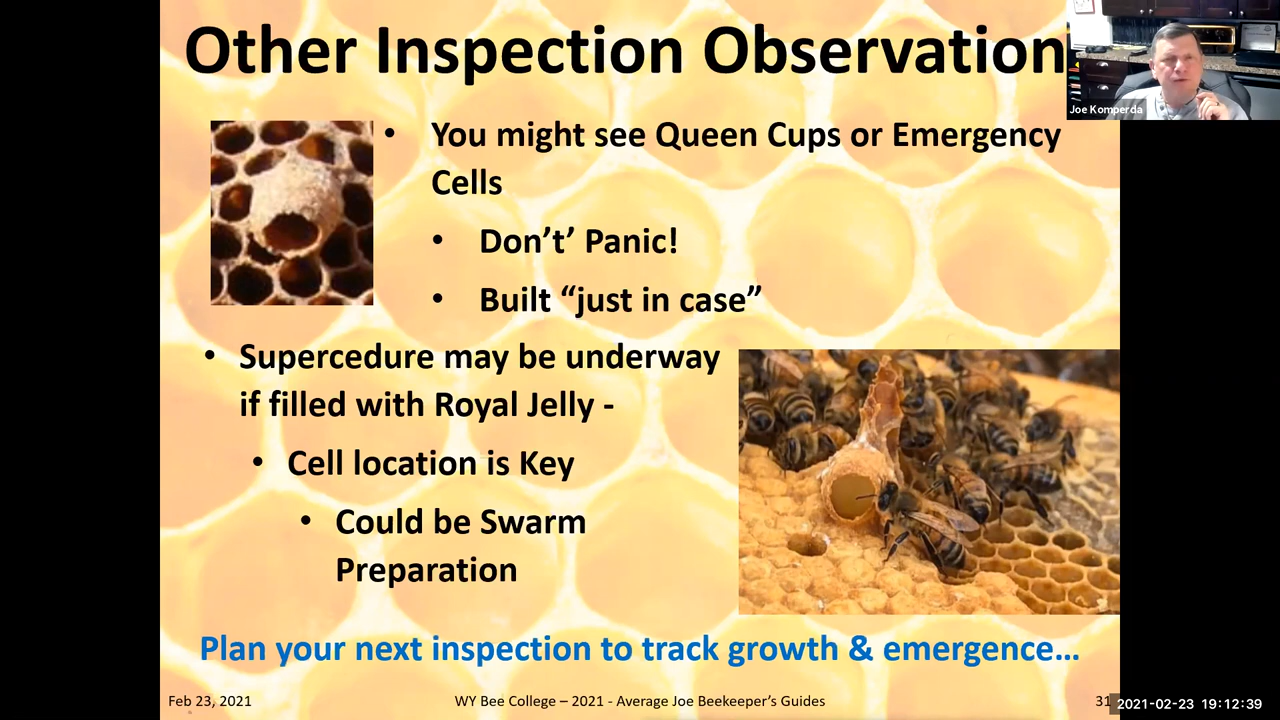 Other Inspection Observation
Joe Komperda
• You might see Queen Cups or Emergency
Cells
• Don’t’ Panic!
• Built “just in case”
• Supercedure may be underway
if filled with Royal Jelly -
• Cell location is Key
• Could be Swarm
Preparation
Plan your next inspection to track growth & emergence…
Feb 23, 2021
WY Bee College – 2021 - Average Joe Beekeeper’s Guides
31
2021-02-23 19:12:39